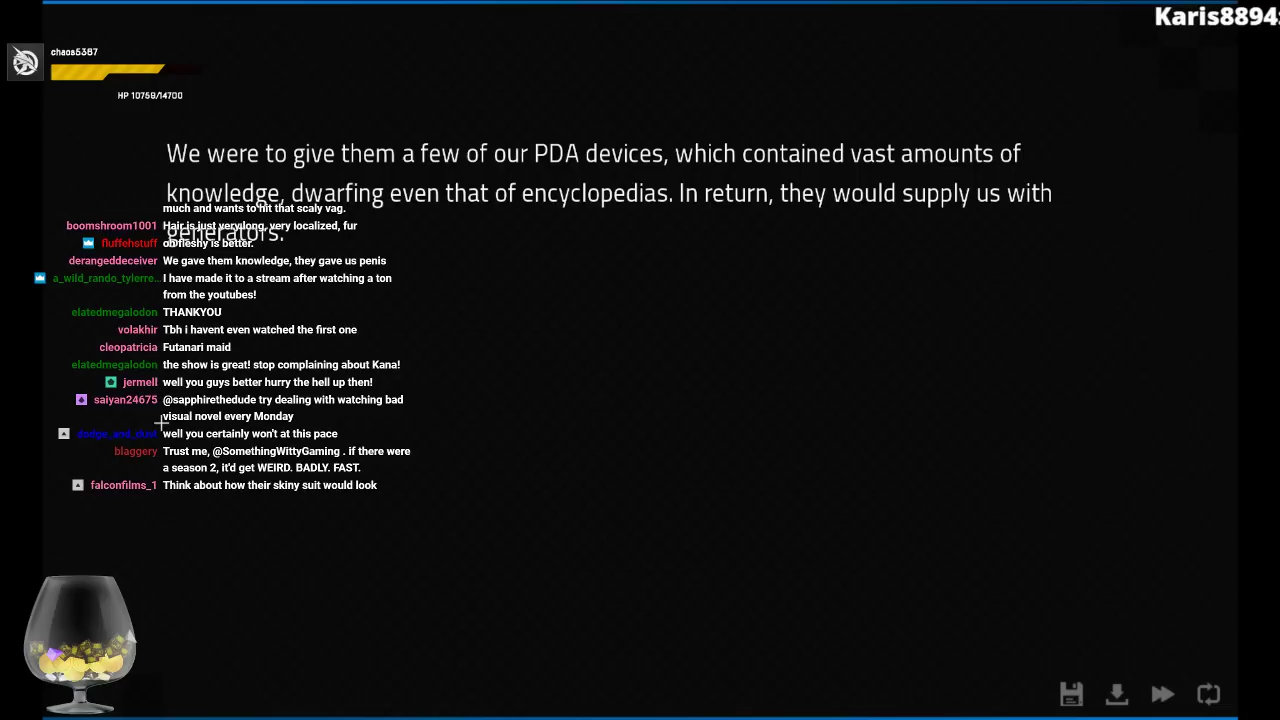 Karis8894
chaos5387
HP 10759/14700
We were to give them a few of our PDA devices, which contained vast amounts of
knowledge, dwarfing even that of encyclopedias. In return, they would supply us with
generators.
much and wants to hit that scaly vag.
boomshroom1001 Hair is just very long, very localized, fur
fluffehstuff oh fleshy is better.
derangeddeceiver We gave them knowledge, they gave us penis
a_wild_rando_tylerre... I have made it to a stream after watching a ton
from the youtubes!
elatedmegalodon THANKYOU
volakhir Tbh i havent even watched the first one
cleopatricia Futanari maid
elatedmegalodon the show is great! stop complaining about Kana!
jermell well you guys better hurry the hell up then!
saiyan24675 @sapphirethedude try dealing with watching bad
visual novel every Monday
well you certainly won't at this pace
blaggery Trust me, @SomethingWittyGaming . if there were
a season 2, it'd get WEIRD. BADLY. FAST.
falconfilms_1 Think about how their skiny suit would look